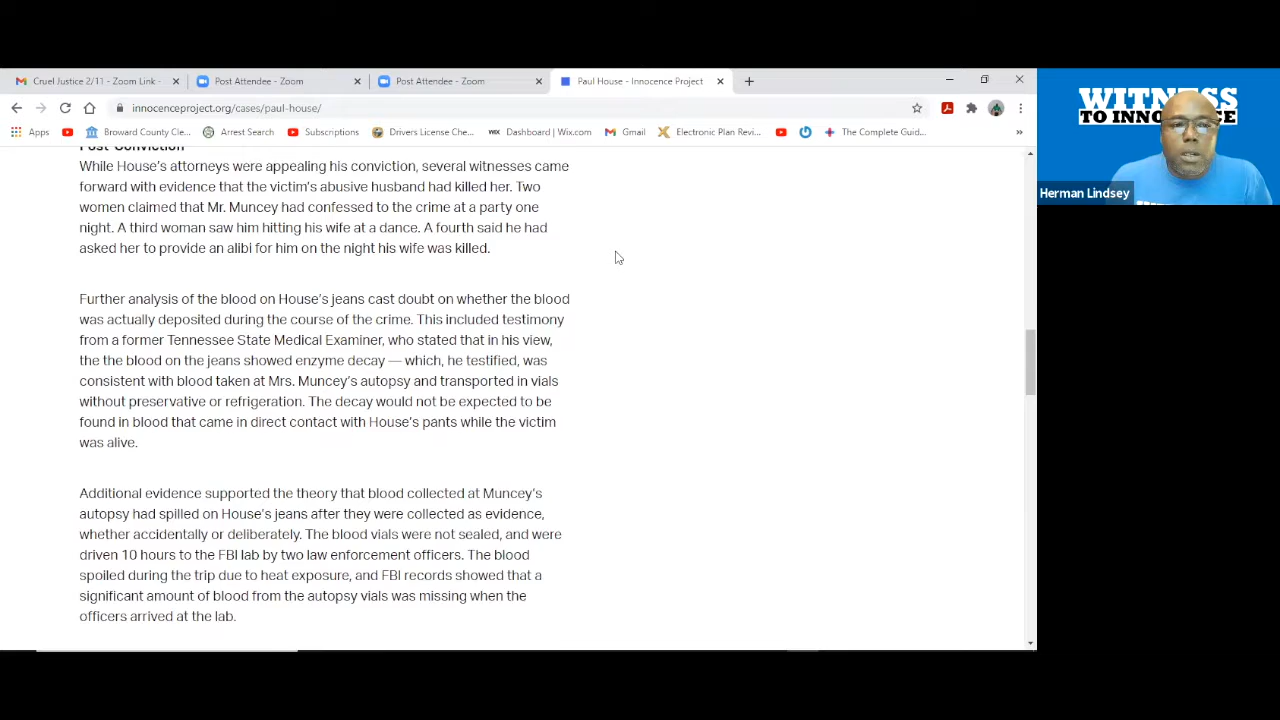 Cruel Justice 2/11 - Zoom Link -
Post Attendee - Zoom
Post Attendee - Zoom
Paul House - Innocence Project
innocenceproject.org/cases/paul-house/
Apps
Broward County Cle...
Arrest Search
Subscriptions
Drivers License Che...
WIX
Dashboard | Wix.com
Gmail
Electronic Plan Revi...
The Complete Guid...
»
Post-Conviction
While House's attorneys were appealing his conviction, several witnesses came
forward with evidence that the victim's abusive husband had killed her. Two
women claimed that Mr. Muncey had confessed to the crime at a party one
night. A third woman saw him hitting his wife at a dance. A fourth said he had
asked her to provide an alibi for him on the night his wife was killed.
Further analysis of the blood on House's jeans cast doubt on whether the blood
was actually deposited during the course of the crime. This included testimony
from a former Tennessee State Medical Examiner, who stated that in his view,
the the blood on the jeans showed enzyme decay — which, he testified, was
consistent with blood taken at Mrs. Muncey's autopsy and transported in vials
without preservative or refrigeration. The decay would not be expected to be
found in blood that came in direct contact with House's pants while the victim
was alive.
Additional evidence supported the theory that blood collected at Muncey's
autopsy had spilled on House's jeans after they were collected as evidence,
whether accidentally or deliberately. The blood vials were not sealed, and were
driven 10 hours to the FBI lab by two law enforcement officers. The blood
spoiled during the trip due to heat exposure, and FBI records showed that a
significant amount of blood from the autopsy vials was missing when the
officers arrived at the lab.
WITNESS
TO INNOCENCE
Herman Lindsey